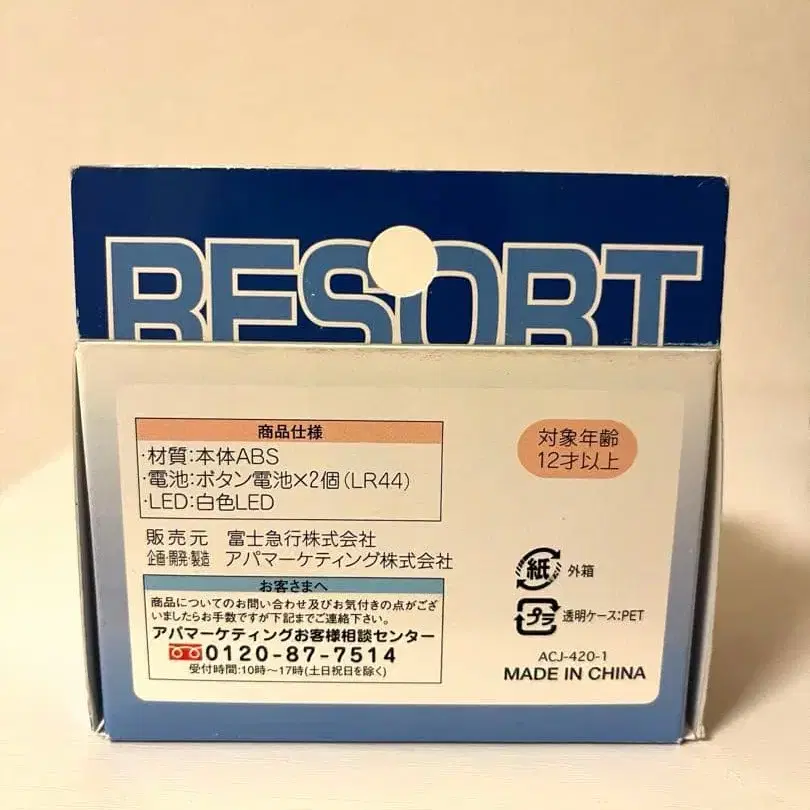 RESORT
商品仕様
・材質:本体ABS
・電池:ボタン電池×2個(LR44)
・LED:白色LED
対象年齢
12才以上
販売元 富士急行株式会社
企画・開発・製造 アパマーケティング株式会社
お客さまへ
商品についてのお問い合わせ及びお気付きの点がござ
いましたらお手数ですが下記までご連絡下さい。
アパマーケティングお客様相談センター
0120-87-7514
受付時間:10時～17時(土日祝日を除く)
紙 外箱
プラ 透明ケース:PET
ACJ-420-1
MADE IN CHINA